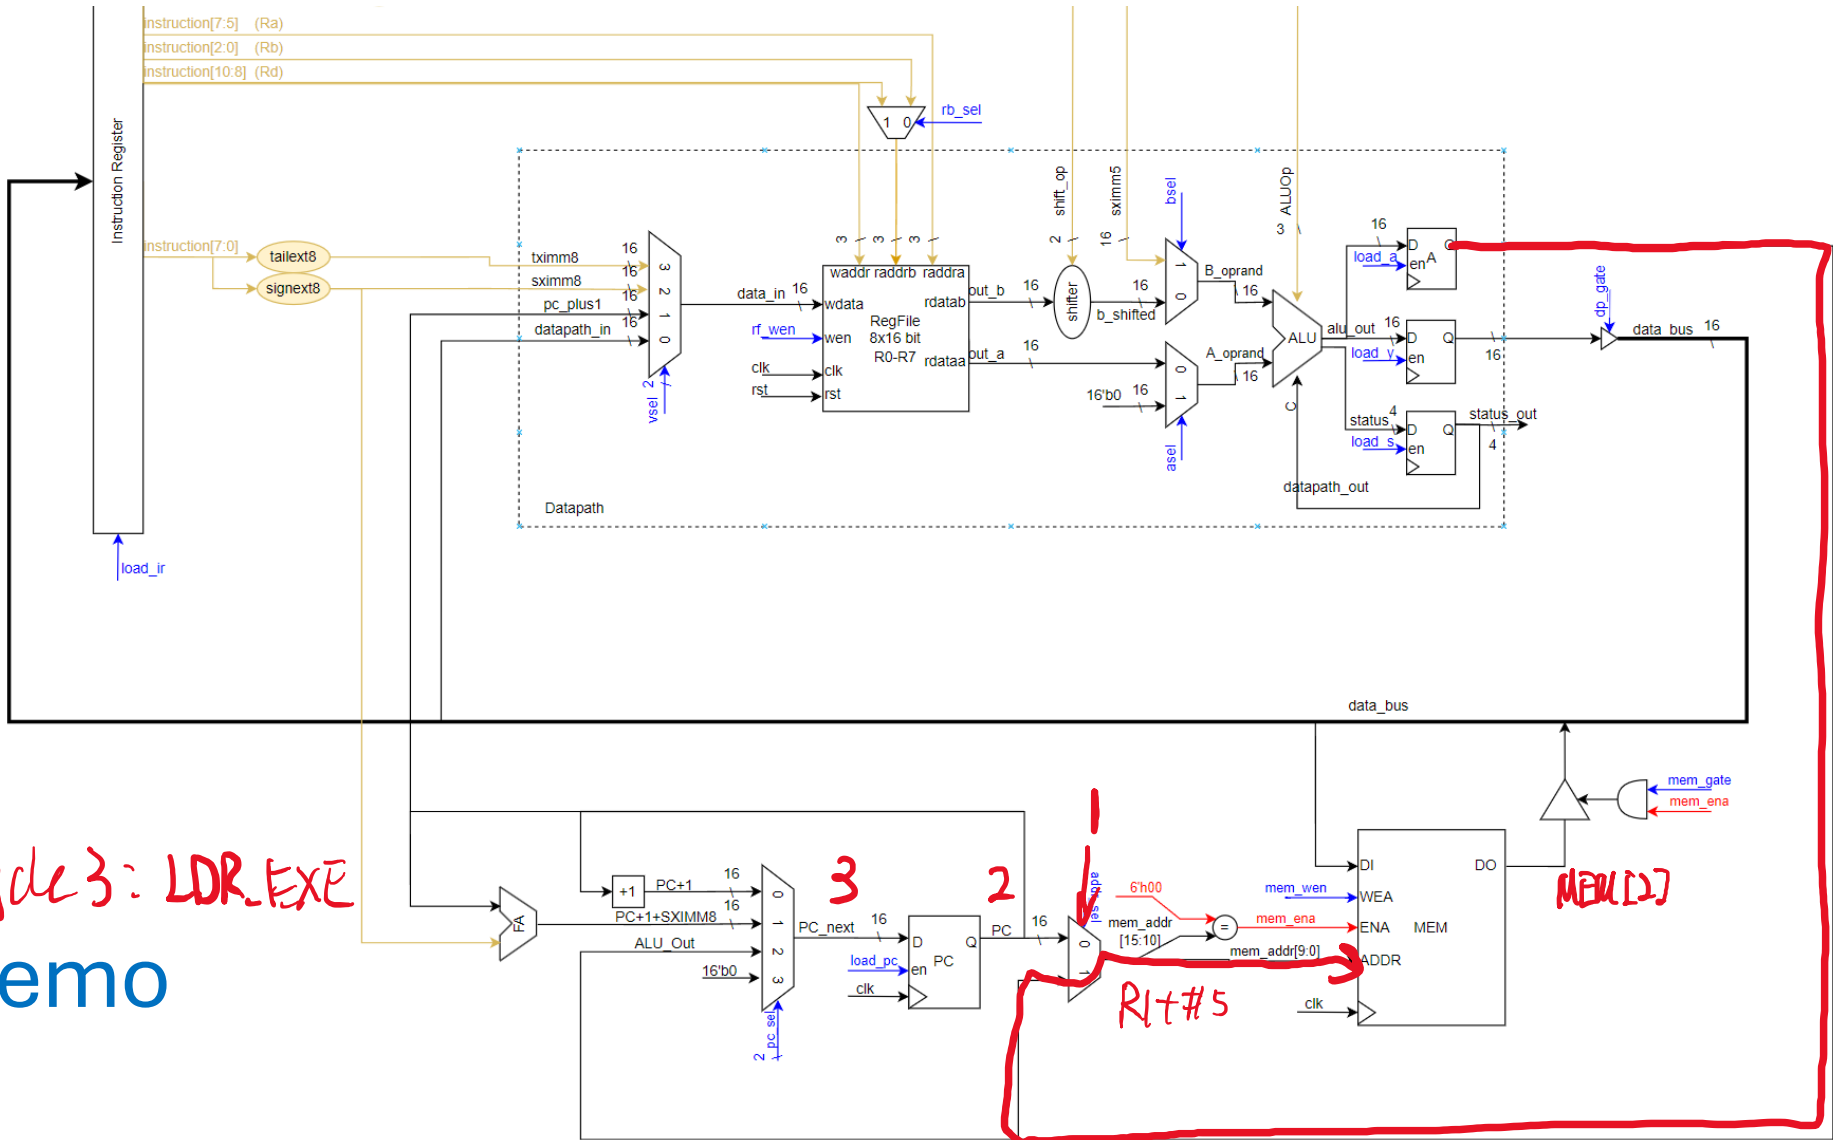 instruction[7:5] (Ra)
instruction[2:0] (Rb)
instruction[10:8] (Rd)
1 0
rb_sel
Instruction Register
instruction[7:0]
tailext8
signext8
load_ir
tximm8
16
sximm8
16
pc_plus1
16
datapath_in
16
3
2
1
0
vsel
2
data_in
16
rf_wen
clk
rst
3
3
3
waddr raddrb raddra
wdata
wen
clk
rst
RegFile
8x16 bit
R0-R7
rdatab
rdataa
out_b
16
out_a
16
shift_op
2
shifter
sximm5
16
16
b_shifted
bsel
1
0
B_oprand
16
16'b0
16
0
1
asel
A_oprand
16
ALUOp
3
ALU
C
alu_out
16
16
load_a
D
Q
en
A
load_y
D
Q
en
16
status
4
load_s
D
Q
en
status_out
4
datapath_out
Datapath
dp_gate
data_bus
16
data_bus
mem_gate
mem_ena
DI
DO
WEA
ENA
MEM
ADDR
mem_wen
mem_ena
mem_addr[9:0]
clk
MEM[2]
6'h00
mem_addr
[15:10]
=
addr_sel
1
0
1
R1+#5
3: LDR_EXE
emo
FA
+1
PC+1
16
PC+1+SXIMM8
16
ALU_Out
16'b0
0
1
2
3
pc_sel
2
3
PC_next
16
load_pc
clk
D
Q
en
PC
2
PC
16